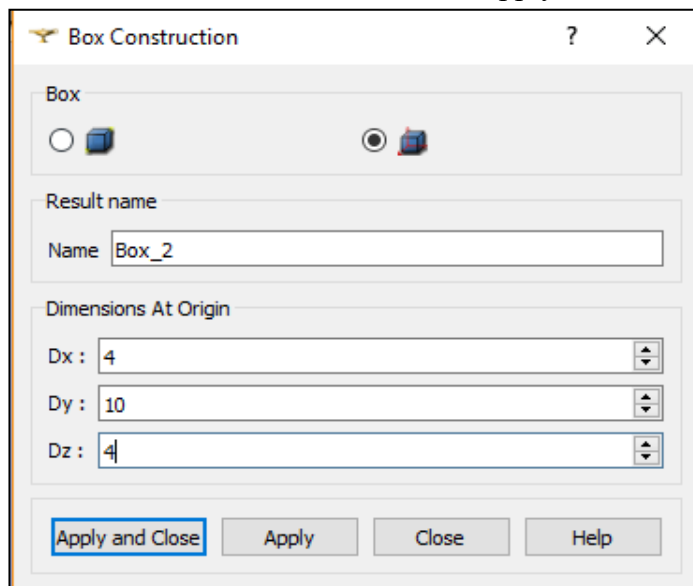 Box Construction ?
Box
Result name
Name Box_2
Dimensions At Origin
Dx : 4
Dy : 10
Dz : 4
Apply and Close Apply Close Help